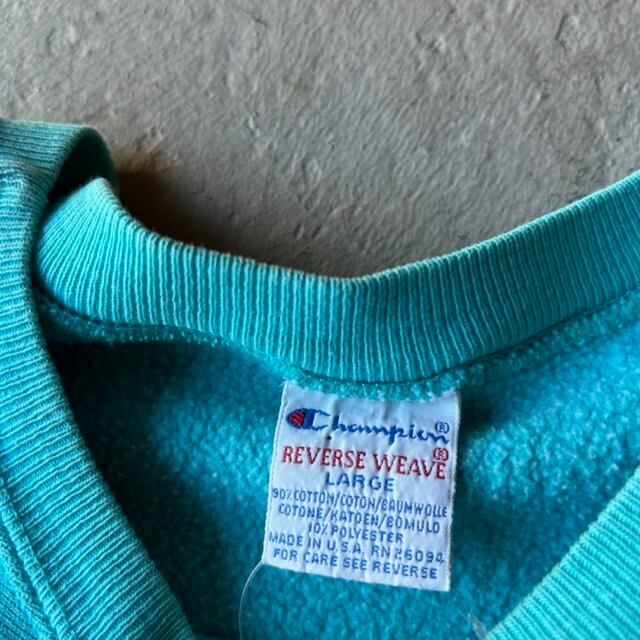 Champion®
REVERSE WEAVE®
LARGE
90% COTTON/COTON/BAUMWOLLE
COTONE/KATOEN/BOMULD
10% POLYESTER
MADE IN U.S.A. RN 26094
FOR CARE SEE REVERSE